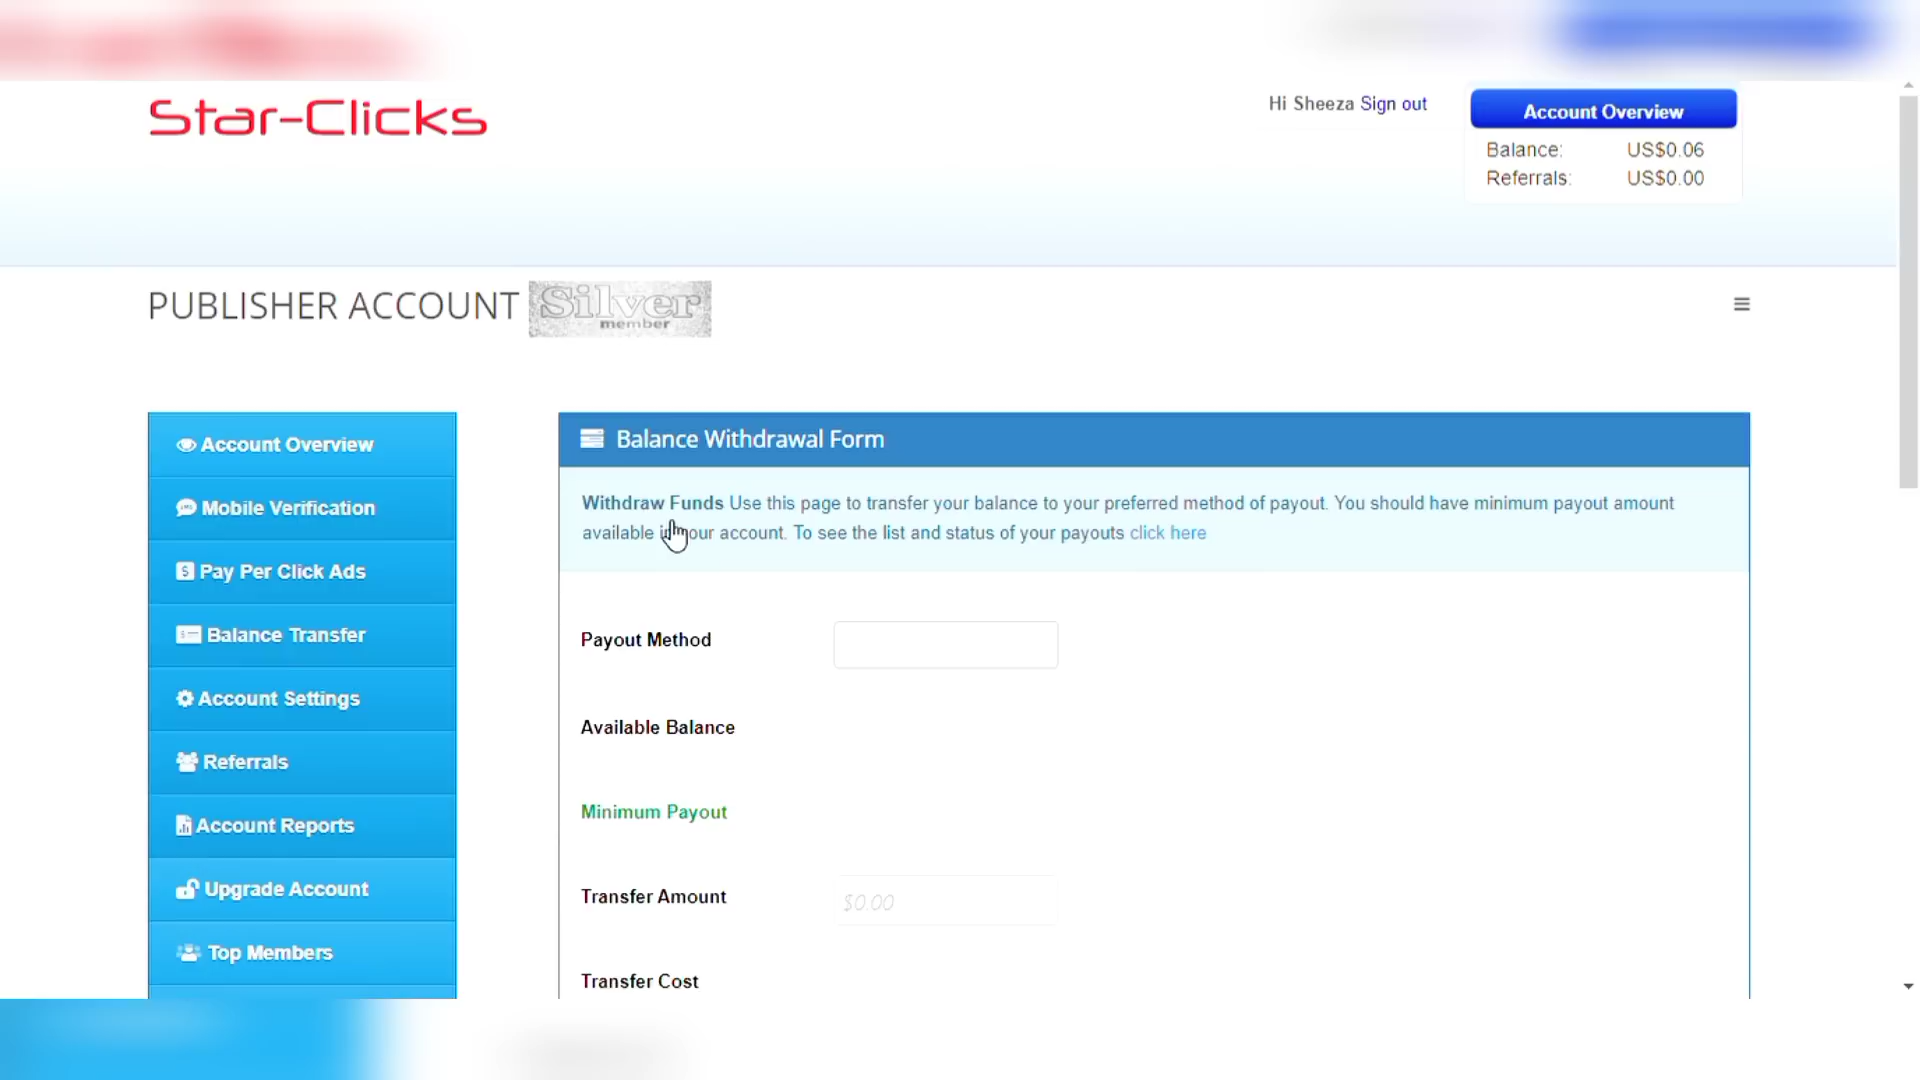 Star-Clicks
Hi Sheeza Sign out
Account Overview
Balance: US$0.06
Referrals: US$0.00
PUBLISHER ACCOUNT Silver member
Account Overview
Mobile Verification
Pay Per Click Ads
Balance Transfer
Account Settings
Referrals
Account Reports
Upgrade Account
Top Members
Balance Withdrawal Form
Withdraw Funds Use this page to transfer your balance to your preferred method of payout. You should have minimum payout amount
available in your account. To see the list and status of your payouts click here
Payout Method
Available Balance
Minimum Payout
Transfer Amount $0.00
Transfer Cost